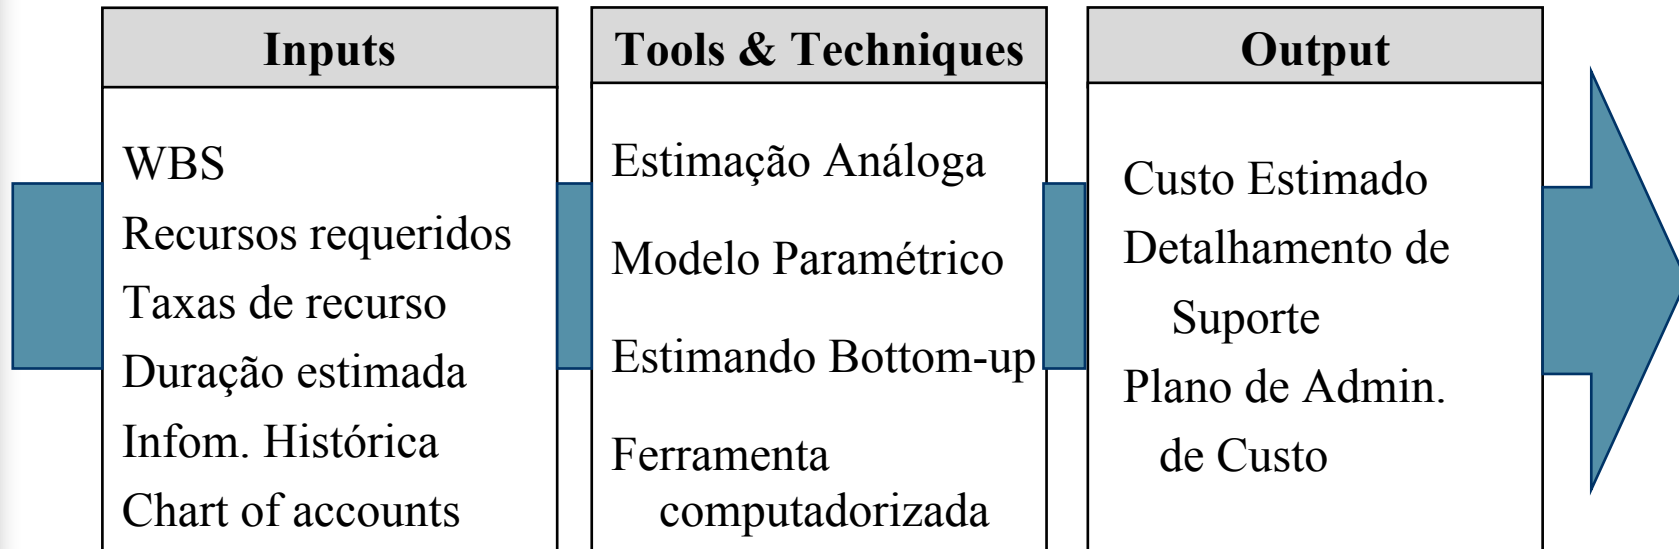 Inputs
WBS
Recursos requeridos
Taxas de recurso
Duração estimada
Infom. Histórica
Chart of accounts
Tools & Techniques
Estimação Análoga
Modelo Paramétrico
Estimando Bottom-up
Ferramenta
computadorizada
Output
Custo Estimado
Detalhamento de
Suporte
Plano de Admin.
de Custo